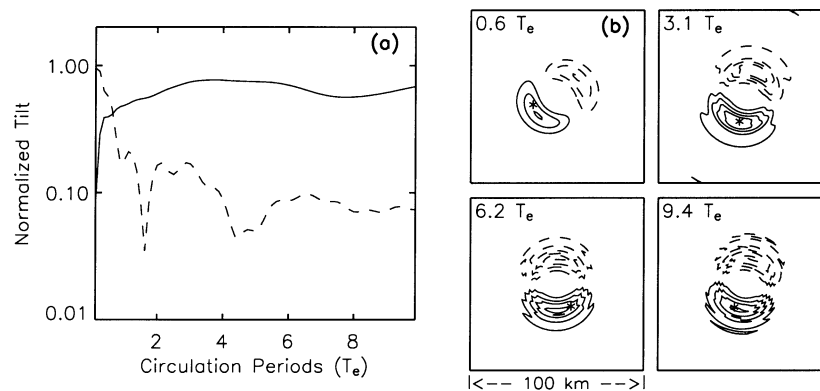 (a)
Normalized Tilt
1.00
0.10
0.01
2 4 6 8
Circulation Periods (Te)
(b)
0.6 Te
3.1 Te
6.2 Te
9.4 Te
|<-- 100 km -->|